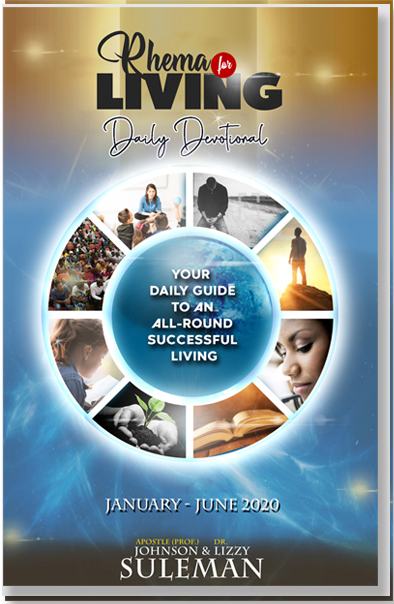 Rhema for
LIVING
Daily Devotional
YOUR
DAILY GUIDE
TO AN
ALL-ROUND
SUCCESSFUL
LIVING
JANUARY - JUNE 2020
APOSTLE (PROF.) DR.
JOHNSON & LIZZY
SULEMAN